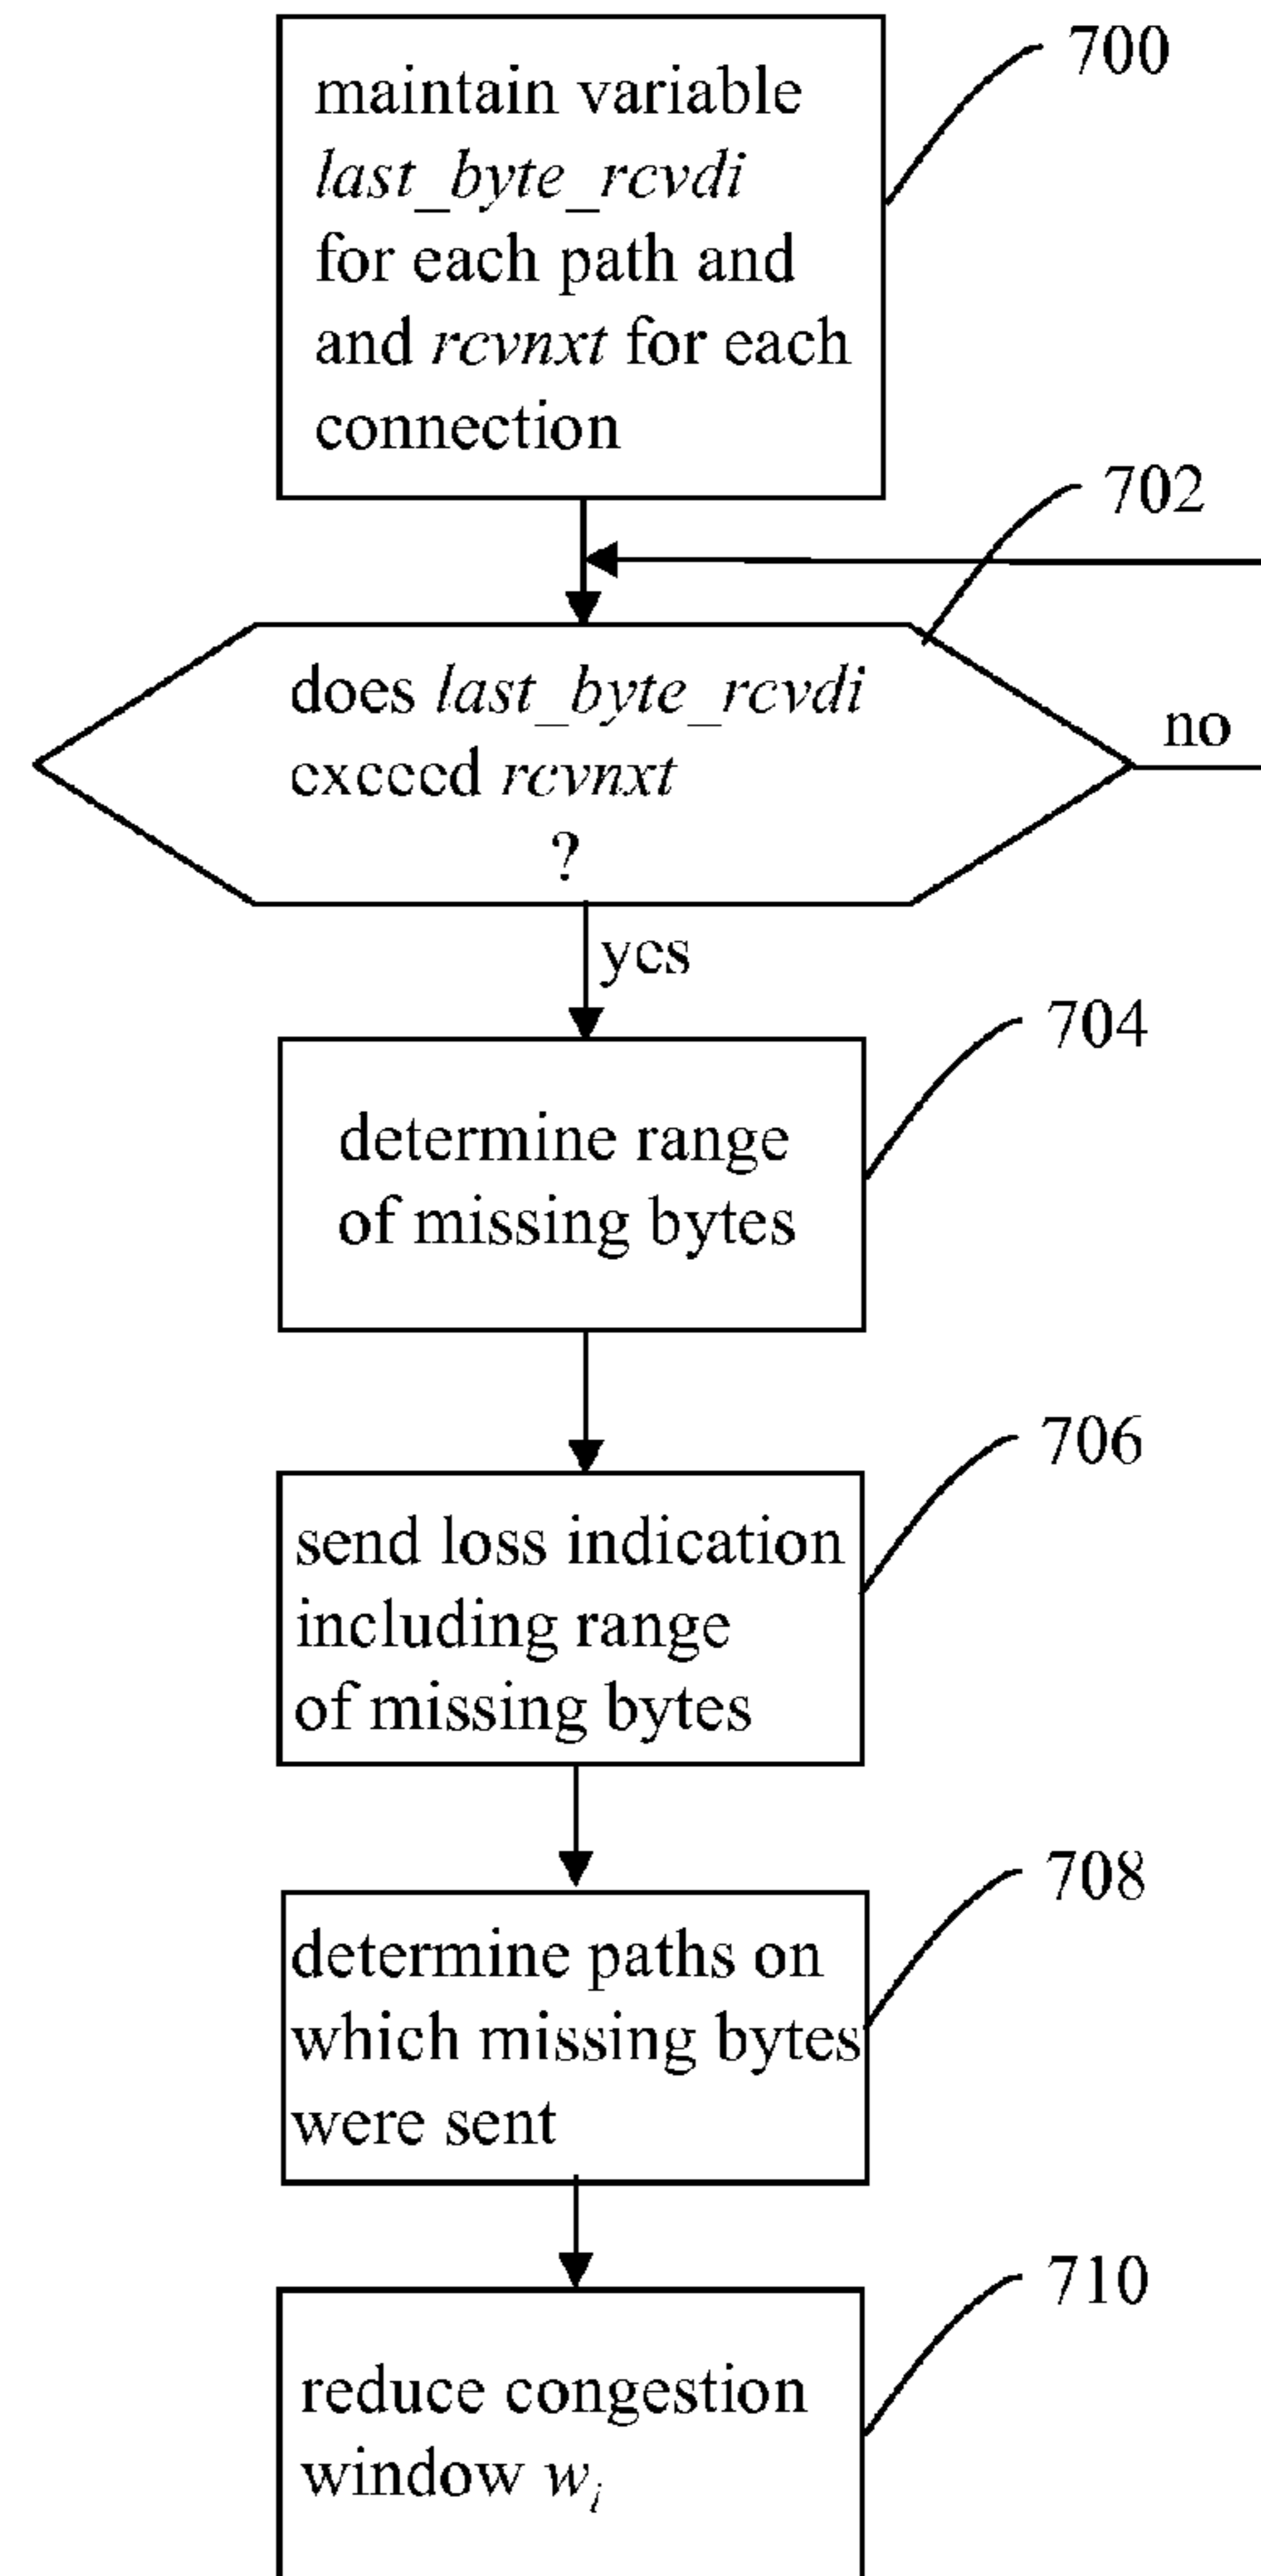 maintain variable
700
last_byte_rcvdi
for each path and
and rcvnxt for each
connection
702
does last_byte_rcvdi
exceed rcvnxt
?
no
yes
704
determine range
of missing bytes
706
send loss indication
including range
of missing bytes
708
determine paths on
which missing bytes
were sent
710
reduce congestion
window wi